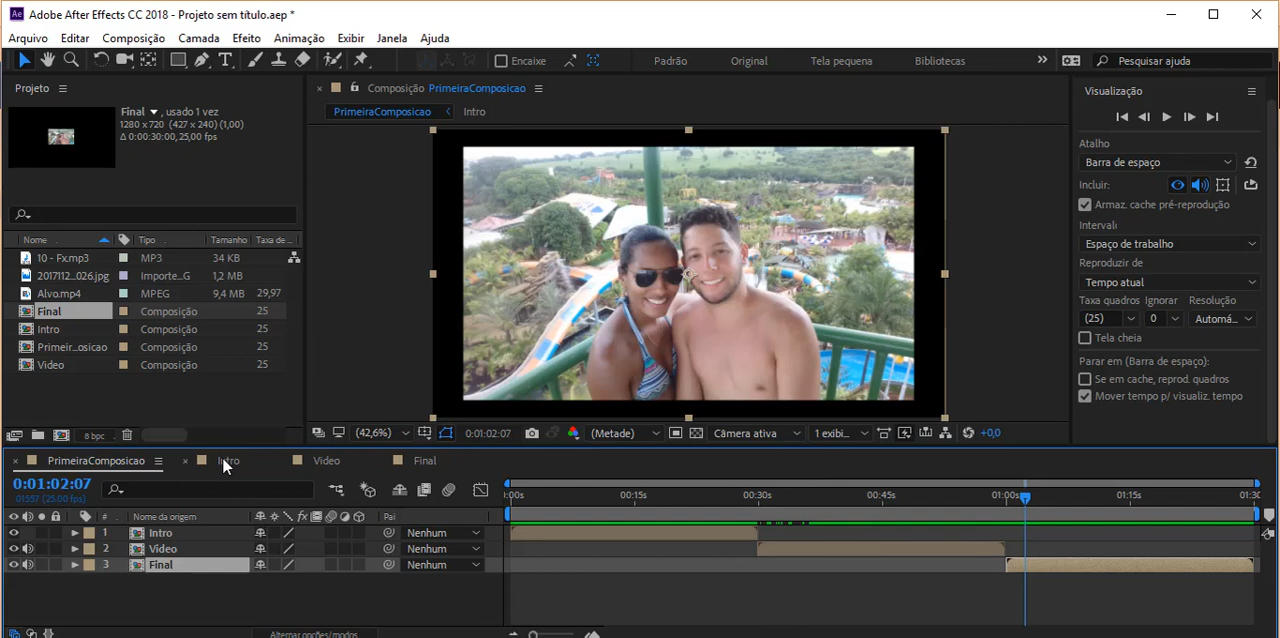 Adobe After Effects CC 2018 - Projeto sem título.aep *
Arquivo Editar Composição Camada Efeito Animação Exibir Janela Ajuda
Encaixe Padrão Original Tela pequena Bibliotecas Pesquisar ajuda
Projeto
Final , usado 1 vez
1280 x 720 (427 x 240) (1,00)
Δ 0:00:30:00, 25,00 fps
Nome Tipo Tamanho Taxa de ...
10 - Fx.mp3 MP3 34 KB
2017112...026.jpg Importe...G 1,2 MB
Alvo.mp4 MPEG 9,4 MB 29,97
Final Composição 25
Intro Composição 25
Primeir...osicao Composição 25
Video Composição 25
8 bpc
Composição PrimeiraComposicao
PrimeiraComposicao Intro
(42,6%) 0:01:02:07 (Metade) Câmera ativa 1 exibi... +0,0
Visualização
Atalho
Barra de espaço
Incluir:
Armaz. cache pré-reprodução
Intervalo
Espaço de trabalho
Reproduzir de
Tempo atual
Taxa quadros Ignorar Resolução
(25) 0 Automá...
Tela cheia
Parar em (Barra de espaço):
Se em cache, reprod. quadros
Mover tempo p/ visualiz. tempo
PrimeiraComposicao Intro Video Final
0:01:02:07
01557 (25.00 fps)
:00s 00:15s 00:30s 00:45s 01:00s 01:15s 01:30
# Nome da origem fx Pai
1 Intro Nenhum
2 Video Nenhum
3 Final Nenhum
Alternar opções/modos